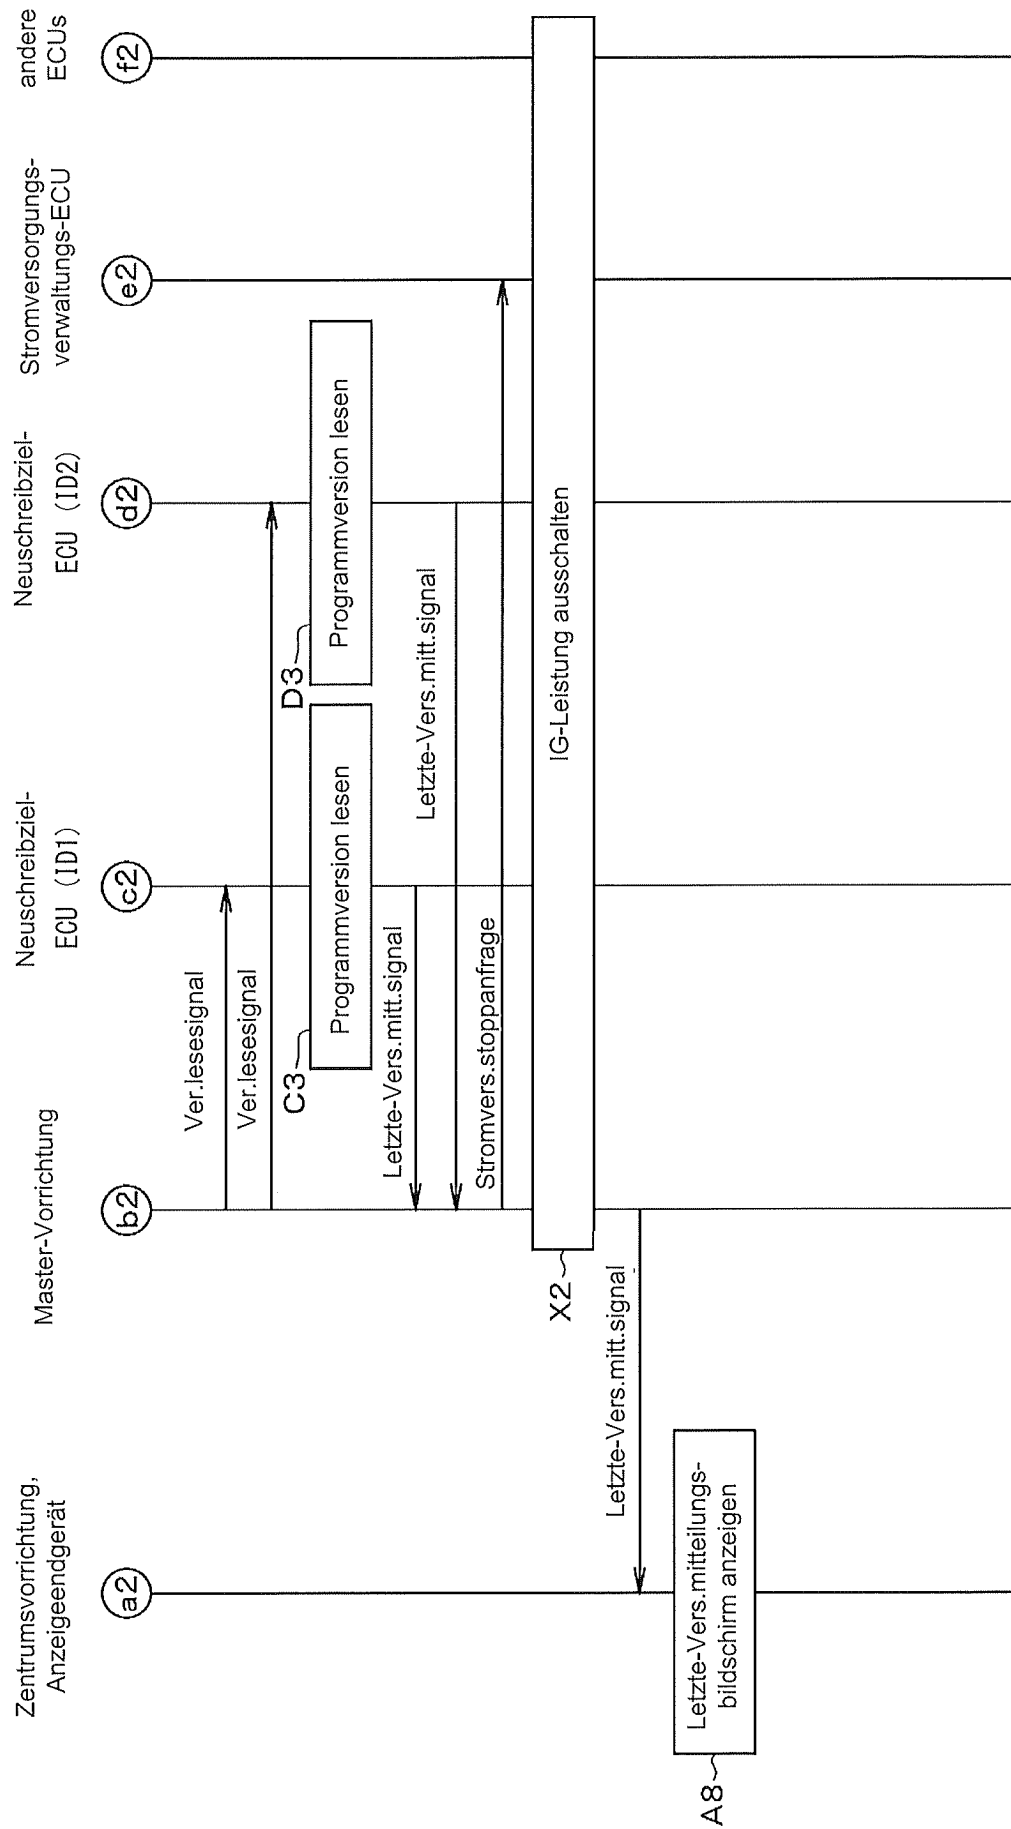 Zentrumsvorrichtung,
Anzeigeendgerät
Master-Vorrichtung
Neuschreibziel-
ECU (ID1)
Neuschreibziel-
ECU (ID2)
Stromversorgungs-
verwaltungs-ECU
andere
ECUs
a2
b2
c2
d2
e2
f2
Ver.lesesignal
Ver.lesesignal
C3
Programmversion lesen
D3
Programmversion lesen
Letzte-Vers.mitt.signal
Letzte-Vers.mitt.signal
Stromvers.stoppanfrage
X2
IG-Leistung ausschalten
Letzte-Vers.mitt.signal
A8
Letzte-Vers.mitteilungs-
bildschirm anzeigen